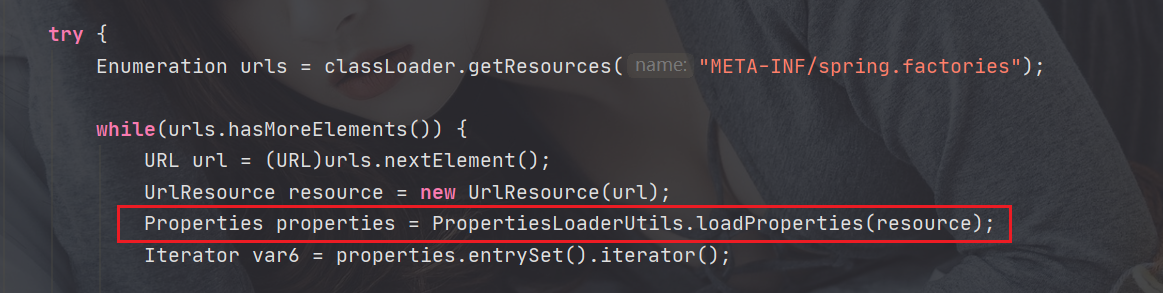 try {
Enumeration urls = classLoader.getResources( name: "META-INF/spring.factories");
while(urls.hasMoreElements()) {
URL url = (URL)urls.nextElement();
UrlResource resource = new UrlResource(url);
Properties properties = PropertiesLoaderUtils.loadProperties(resource);
Iterator var6 = properties.entrySet().iterator();